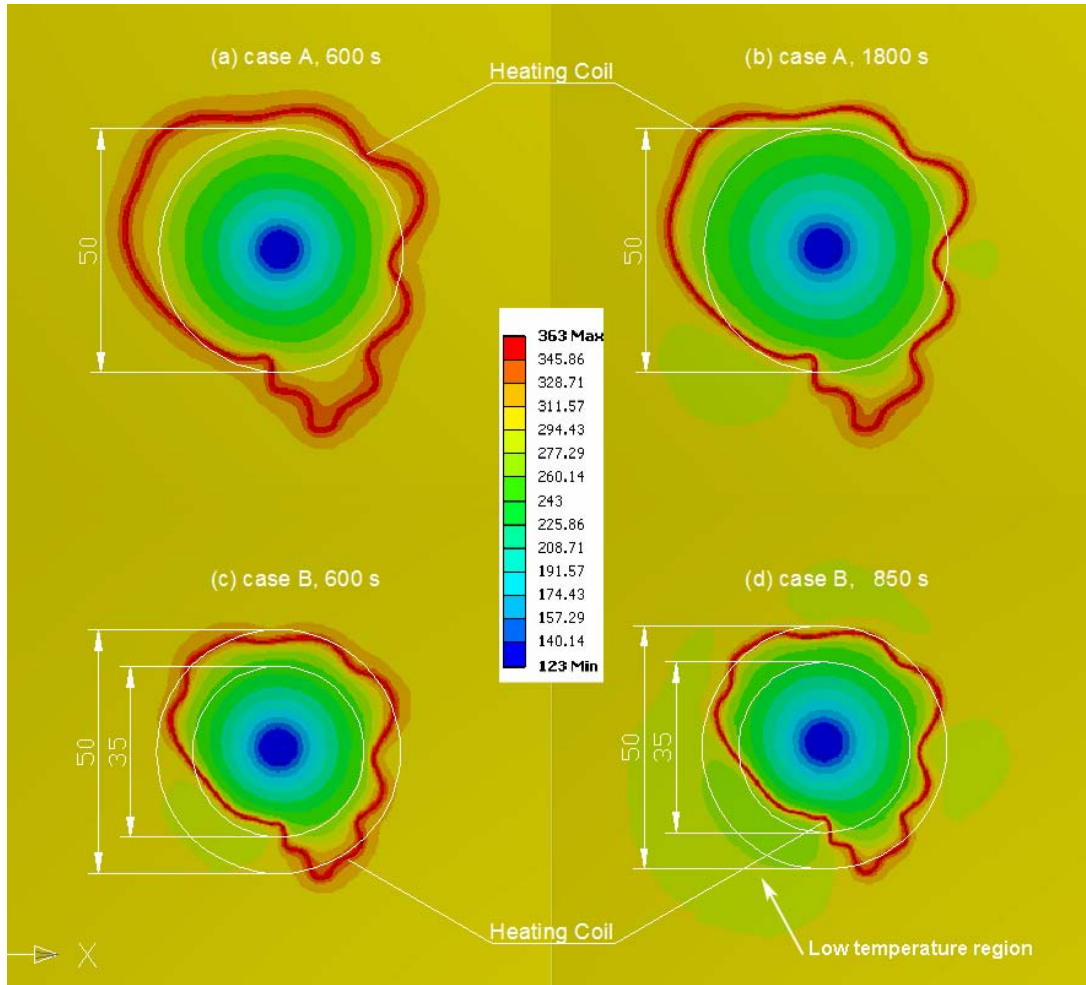 (a) case A, 600 s
(b) case A, 1800 s
Heating Coil
50
50
363 Max
345.86
328.71
311.57
294.43
277.29
260.14
243
225.86
208.71
191.57
174.43
157.29
140.14
123 Min
(c) case B, 600 s
(d) case B, 850 s
50
35
50
35
Heating Coil
Low temperature region
X